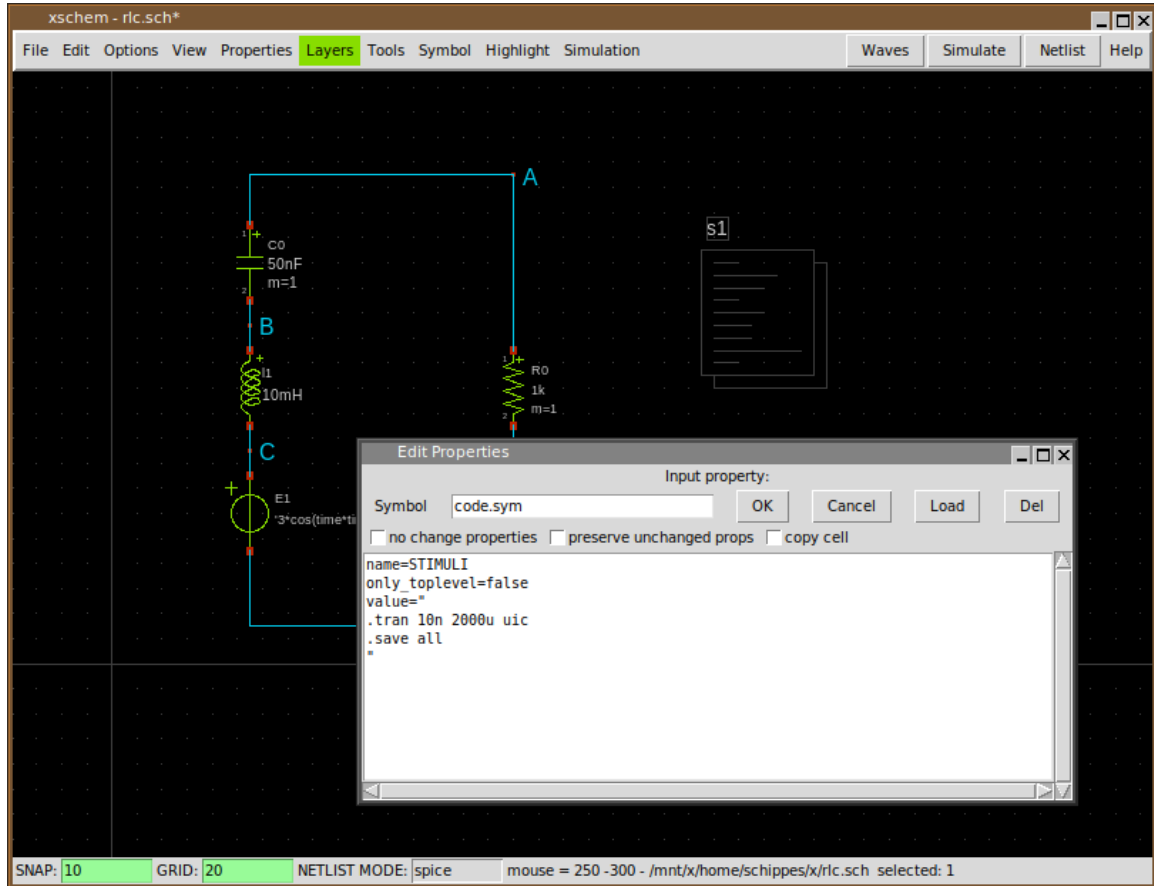 xschem - rlc.sch*
File Edit Options View Properties Layers Tools Symbol Highlight Simulation Waves Simulate Netlist Help
A
s1
1
C0
50nF
m=1
2
B
l1
10mH
1
R0
1k
m=1
2
C
E1
'3*cos(time*ti
Edit Properties
Input property:
Symbol code.sym OK Cancel Load Del
no change properties preserve unchanged props copy cell
name=STIMULI
only_toplevel=false
value="
.tran 10n 2000u uic
.save all
"
SNAP: 10 GRID: 20 NETLIST MODE: spice mouse = 250 -300 - /mnt/x/home/schippes/x/rlc.sch selected: 1